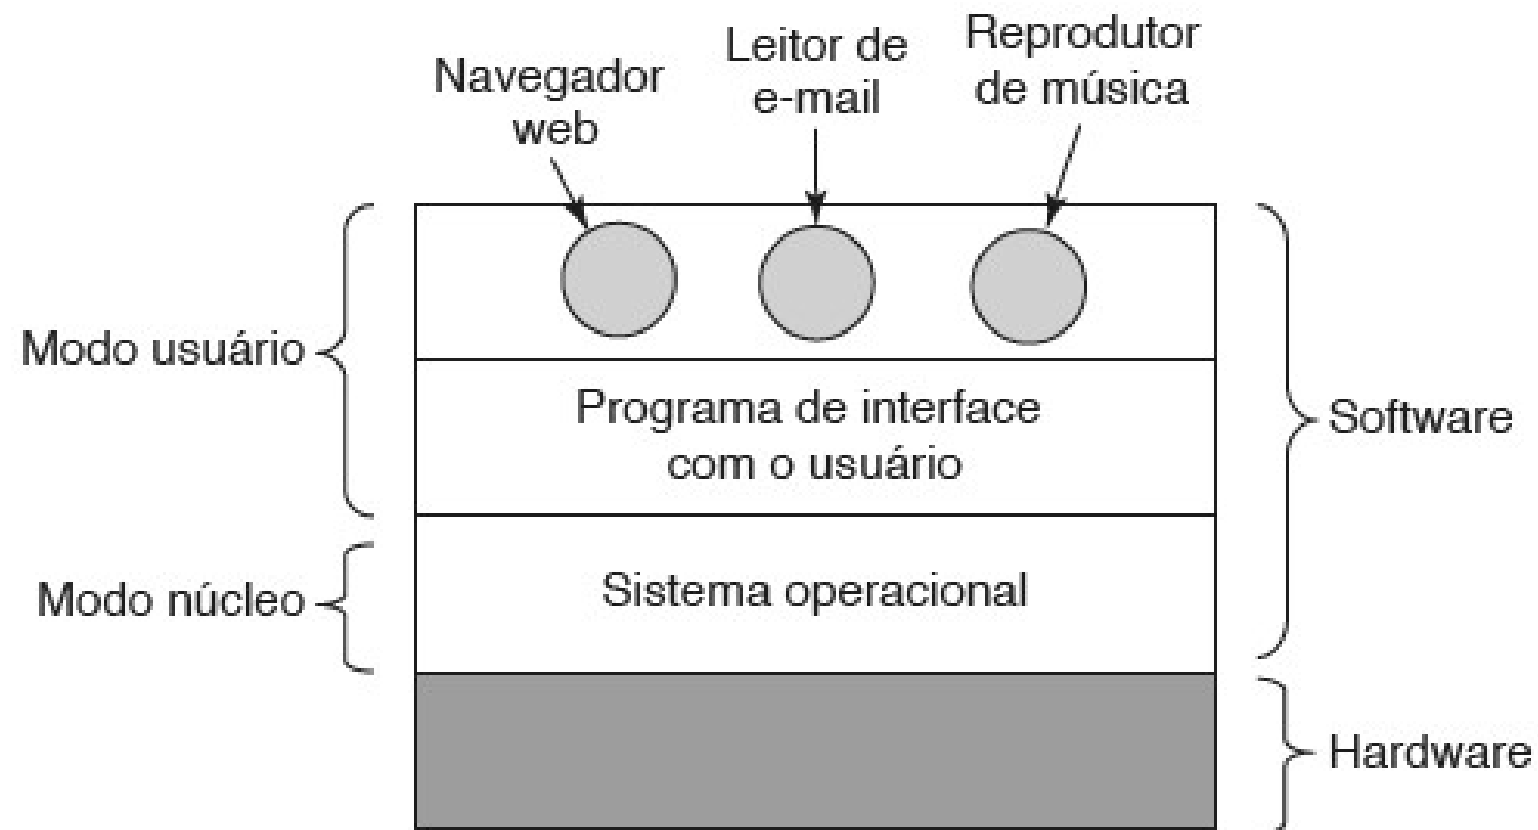 Navegador
web
Leitor de
e-mail
Reprodutor
de música
Modo usuário
Programa de interface
com o usuário
Software
Modo núcleo
Sistema operacional
Hardware